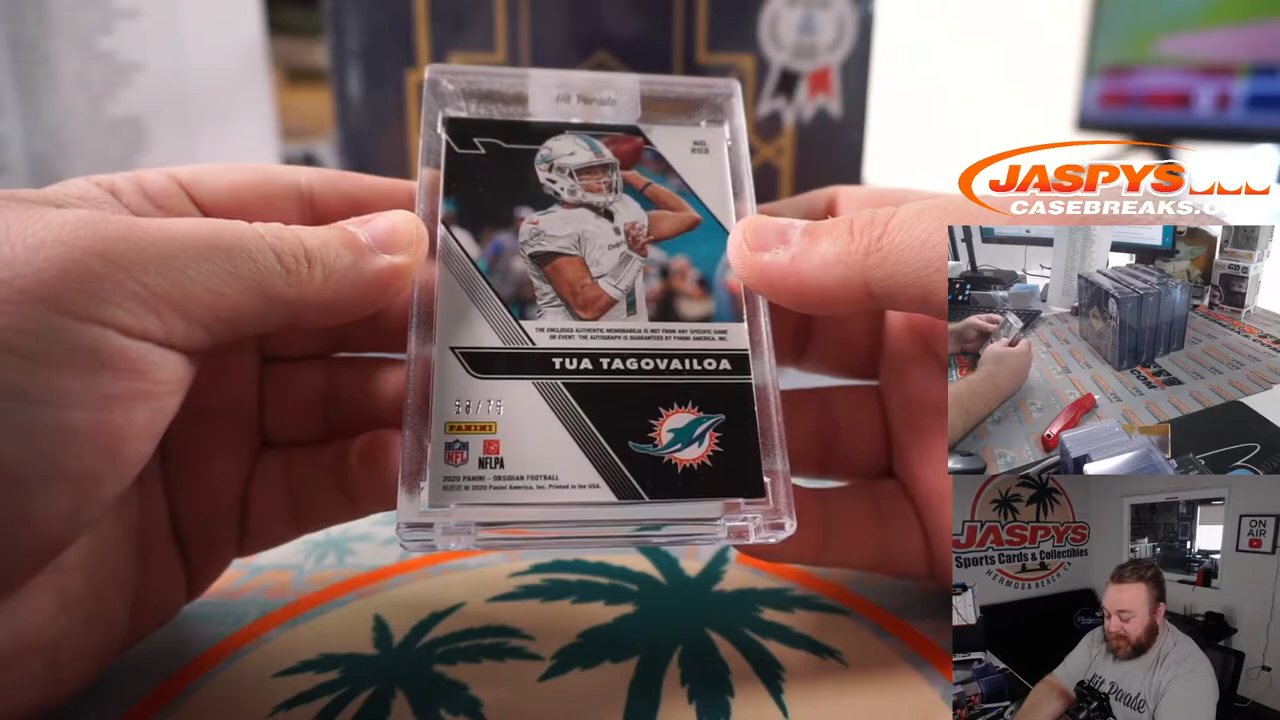 Hit Parade
NO.
203
THE ENCLOSED AUTHENTIC MEMORABILIA IS NOT FROM ANY SPECIFIC GAME
OR EVENT. THE AUTOGRAPH IS GUARANTEED BY PANINI AMERICA, INC.
TUA TAGOVAILOA
PANINI
NFL
NFLPA
2020 PANINI – OBSIDIAN FOOTBALL
© 2020 Panini America, Inc. Printed in the USA.
JASPYS
CASEBREAKS.C
JASPYS
Sports Cards & Collectibles
HERMOSA BEACH, CA
ON
AIR
Hit Parade